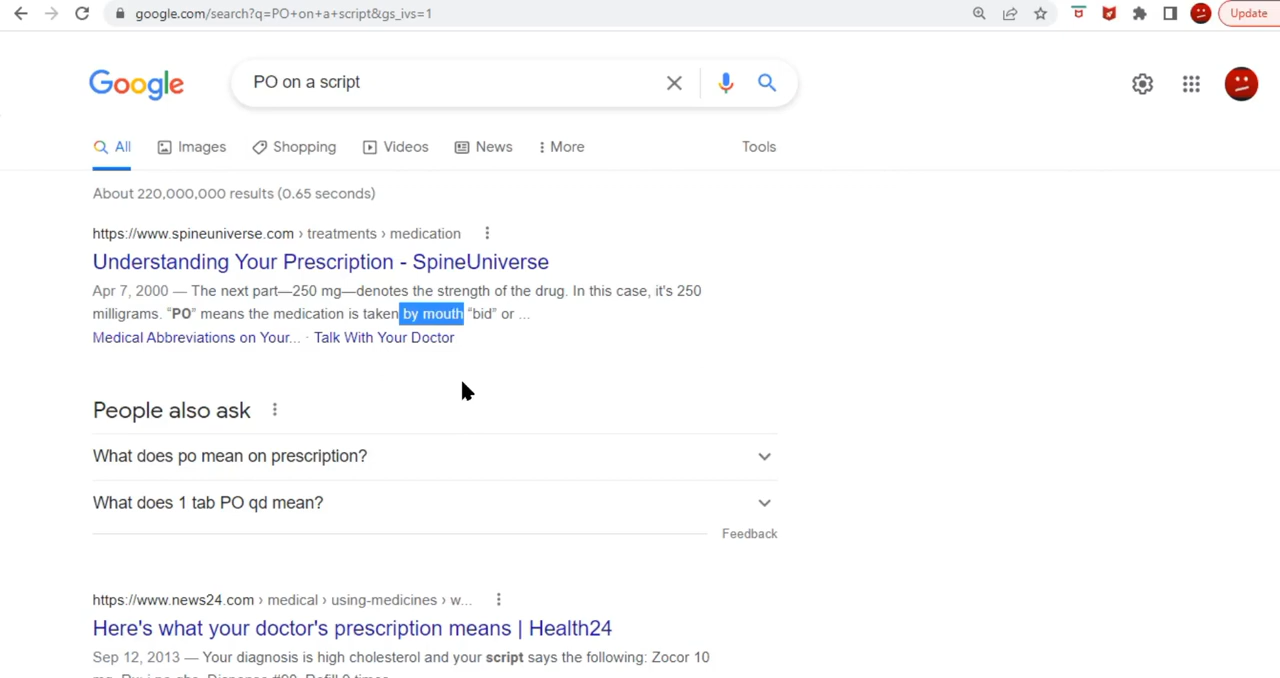 google.com/search?q=PO+on+a+script&gs_ivs=1
Update
Google
PO on a script
All
Images
Shopping
Videos
News
More
Tools
About 220,000,000 results (0.65 seconds)
https://www.spineuniverse.com › treatments › medication
Understanding Your Prescription - SpineUniverse
Apr 7, 2000 — The next part—250 mg—denotes the strength of the drug. In this case, it's 250
milligrams. “PO” means the medication is taken by mouth “bid” or ...
Medical Abbreviations on Your... · Talk With Your Doctor
People also ask
What does po mean on prescription?
What does 1 tab PO qd mean?
Feedback
https://www.news24.com › medical › using-medicines › w...
Here's what your doctor's prescription means | Health24
Sep 12, 2013 — Your diagnosis is high cholesterol and your script says the following: Zocor 10